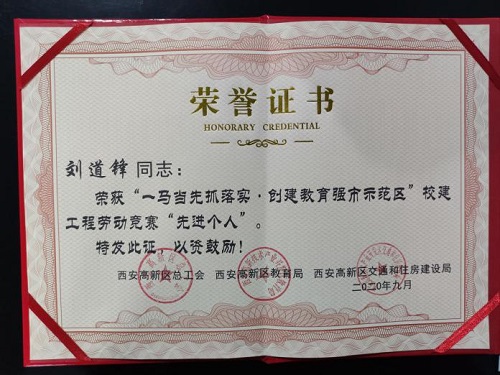 荣誉证书
HONORARY CREDENTIAL
刘道锋 同志：
荣获“一马当先抓落实·创建教育强市示范区”校建
工程劳动竞赛“先进个人”。
特发此证，以资鼓励！
西安高新区总工会 西安高新区教育局 西安高新区交通和住房建设局
二〇二〇年九月